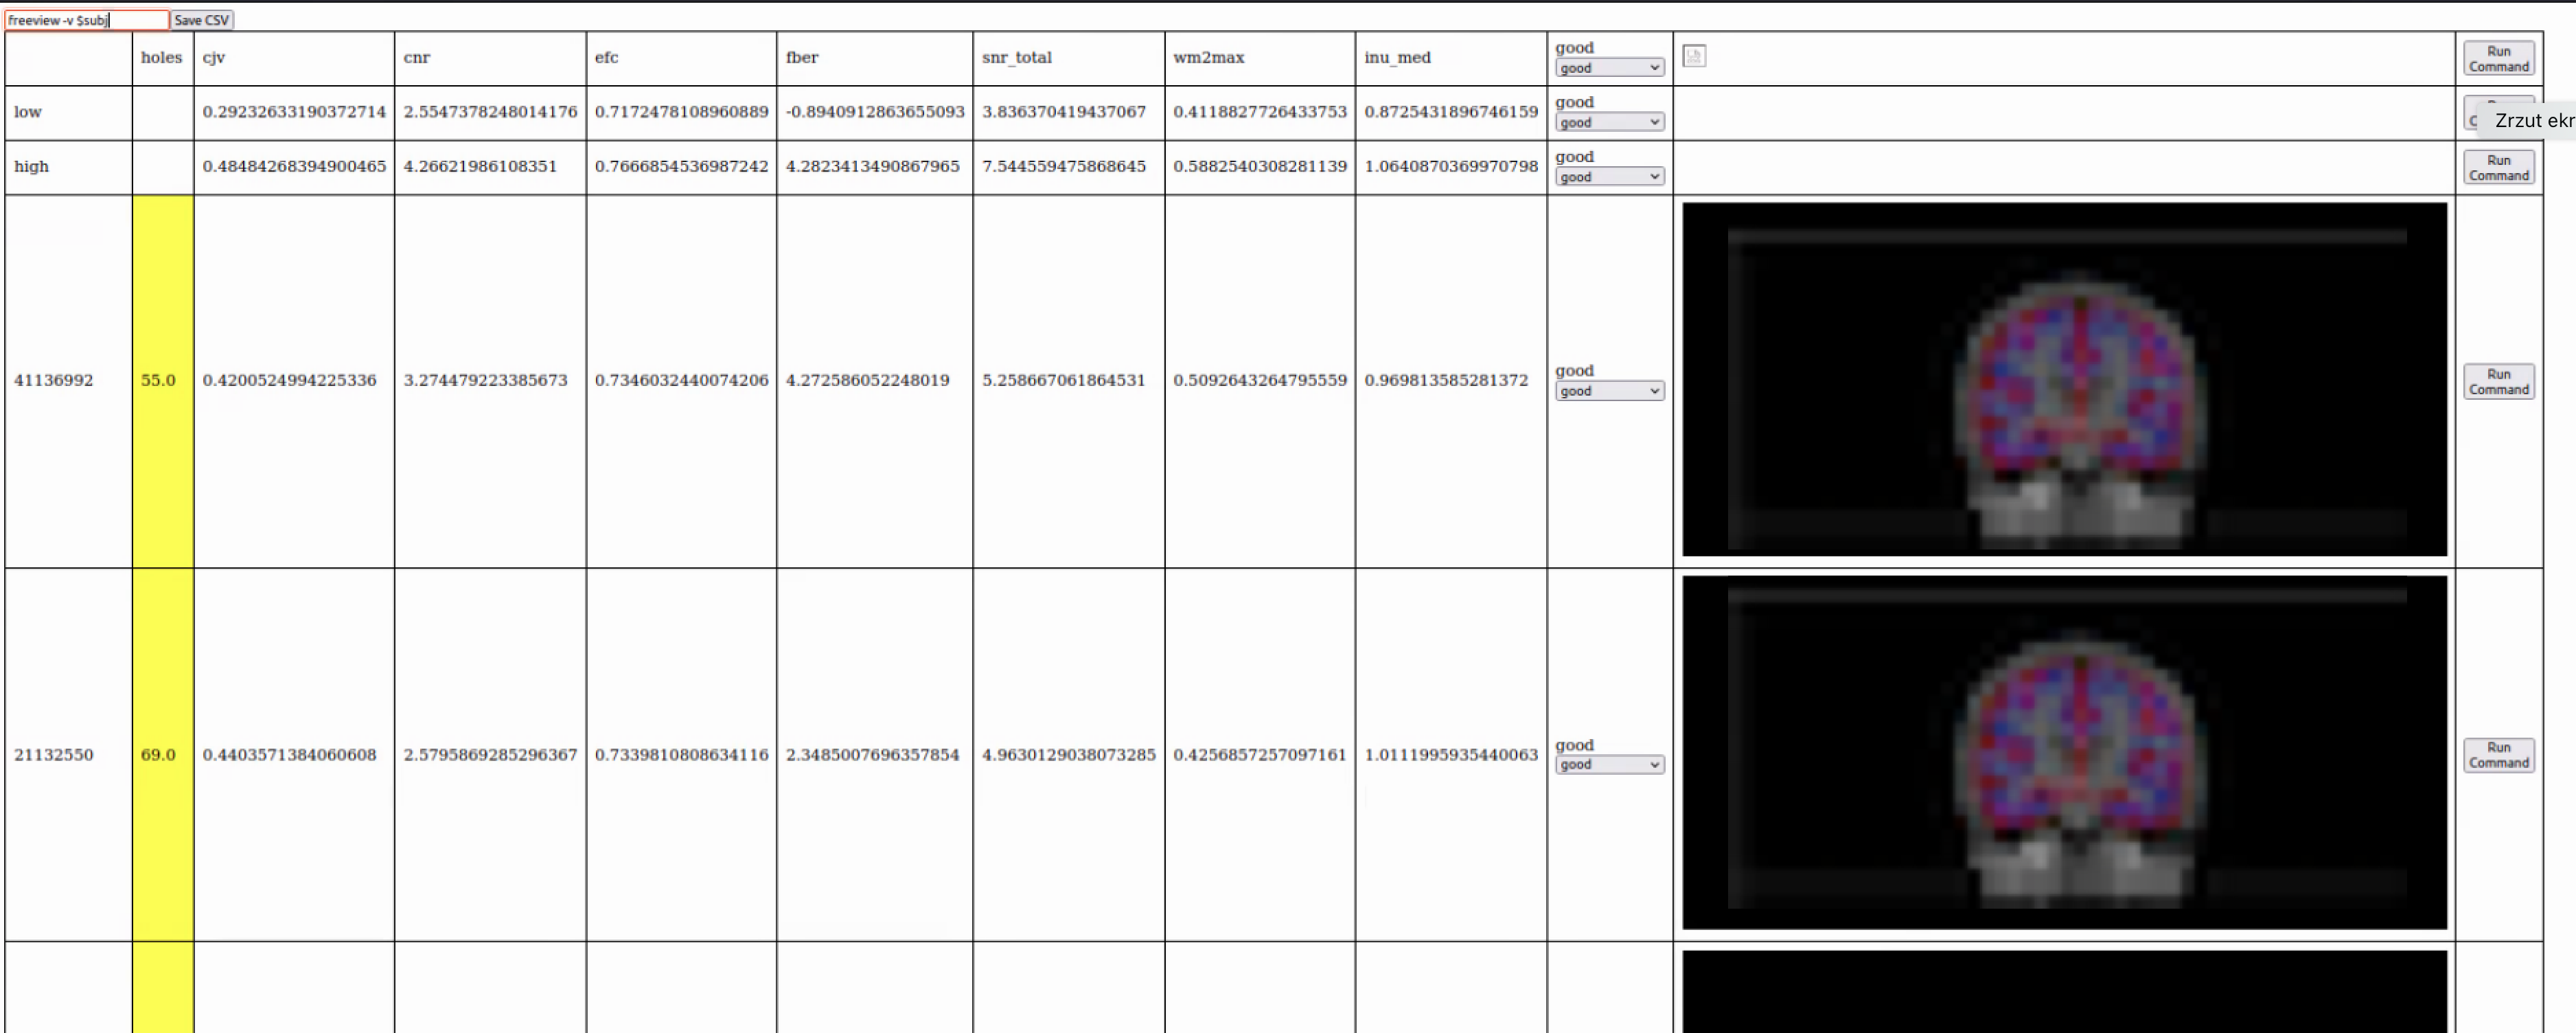 freeview -v $subj Save CSV
holes cjv cnr efc fber snr_total wm2max inu_med good good Run Command
low 0.29232633190372714 2.5547378248014176 0.7172478108960889 -0.8940912863655093 3.836370419437067 0.4118827726433753 0.8725431896746159 good good
Zrzut ekr
high 0.48484268394900465 4.26621986108351 0.7666854536987242 4.2823413490867965 7.5445594758686​45 0.5882540308281139 1.0640870369970798 good good Run Command
41136992 55.0 0.4200524994225336 3.274479223385673 0.7346032440074206 4.272586052248019 5.258667061864531 0.5092643264795559 0.969813585281372 good good Run Command
21132550 69.0 0.4403571384060608 2.5795869285296367 0.7339810808634116 2.3485007696357854 4.9630129038073285 0.4256857257097161 1.0111995935440063 good good Run Command